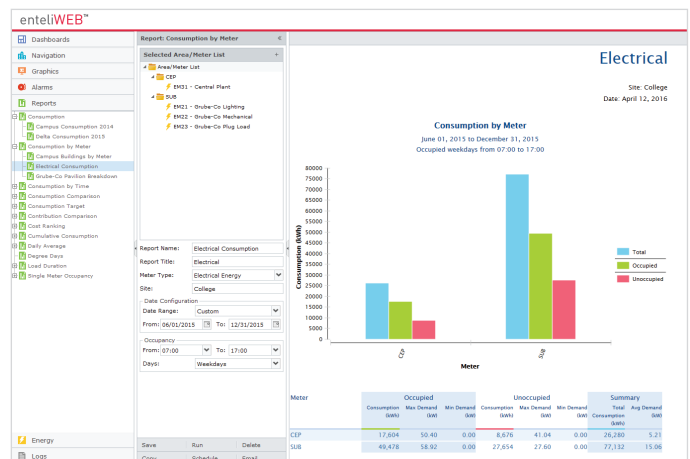 enteliWEB™
Dashboards
Navigation
Graphics
Alarms
Reports
Consumption
Campus Consumption 2014
Delta Consumption 2015
Consumption by Meter
Campus Buildings by Meter
Electrical Consumption
Grube-Co Pavilion Breakdown
Consumption by Time
Consumption Comparison
Consumption Target
Contribution Comparison
Cost Ranking
Cumulative Consumption
Daily Average
Degree Days
Load Duration
Single Meter Occupancy
Energy
Logs
Report: Consumption by Meter «
Selected Area/Meter List +
Area/Meter List
CEP
EM31 - Central Plant
SUB
EM21 - Grube-Co Lighting
EM22 - Grube-Co Mechanical
EM23 - Grube-Co Plug Load
Report Name: Electrical Consumption
Report Title: Electrical
Meter Type: Electrical Energy
Site: College
Date Configuration
Date Range: Custom
From: 06/01/2015 To: 12/31/2015
Occupancy
From: 07:00 To: 17:00
Days: Weekdays
Save Run Delete
Copy Schedule Email
Electrical
Site: College
Date: April 12, 2016
Consumption by Meter
June 01, 2015 to December 31, 2015
Occupied weekdays from 07:00 to 17:00
Consumption (kWh)
80000
75000
70000
65000
60000
55000
50000
45000
40000
35000
30000
25000
20000
15000
10000
5000
0
CEP
SUB
Meter
Total
Occupied
Unoccupied
Meter Occupied Unoccupied Summary
Consumption (kWh) Max Demand (kW) Min Demand (kW) Consumption (kWh) Max Demand (kW) Min Demand (kW) Total Consumption (kWh) Avg Demand (kW)
CEP 17,604 50.40 0.00 8,676 41.04 0.00 26,280 5.21
SUB 49,478 58.92 0.00 27,654 27.60 0.00 77,132 15.06